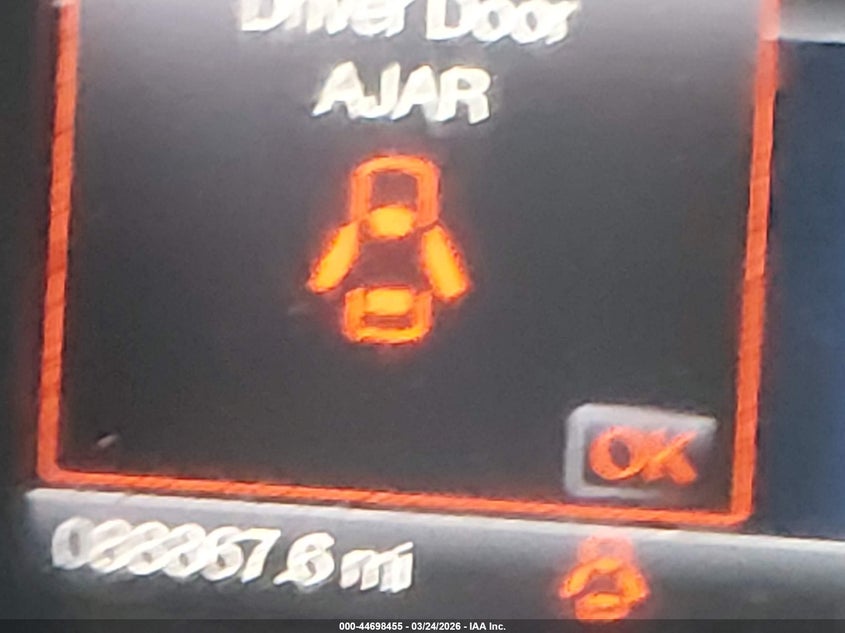 Driver Door
AJAR
OK
mi
000-44698455 - 03/24/2026 - IAA Inc.